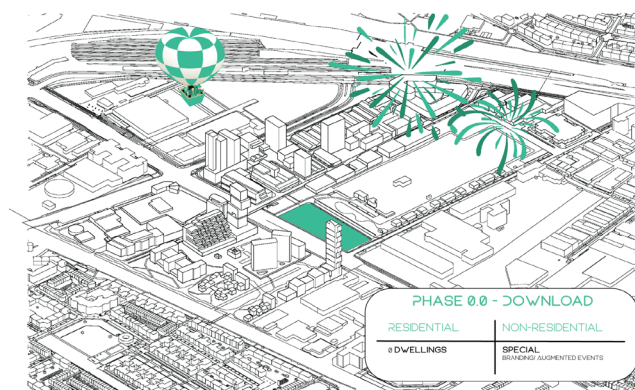 PHASE 0.0 - DOWNLOAD
RESIDENTIAL
NON-RESIDENTIAL
0 DWELLINGS
SPECIAL
BRANDING/ AUGMENTED EVENTS